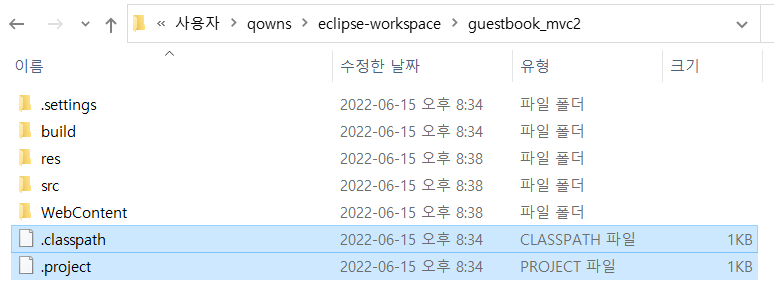 « 사용자 > qowns > eclipse-workspace > guestbook_mvc2
이름 수정한 날짜 유형 크기
.settings 2022-06-15 오후 8:34 파일 폴더
build 2022-06-15 오후 8:34 파일 폴더
res 2022-06-15 오후 8:38 파일 폴더
src 2022-06-15 오후 8:38 파일 폴더
WebContent 2022-06-15 오후 8:38 파일 폴더
.classpath 2022-06-15 오후 8:34 CLASSPATH 파일 1KB
.project 2022-06-15 오후 8:34 PROJECT 파일 1KB